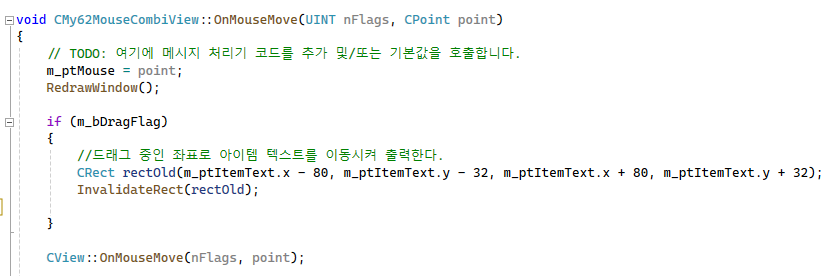 void CMy62MouseCombiView::OnMouseMove(UINT nFlags, CPoint point)
{
// TODO: 여기에 메시지 처리기 코드를 추가 및/또는 기본값을 호출합니다.
m_ptMouse = point;
RedrawWindow();
if (m_bDragFlag)
{
//드래그 중인 좌표로 아이템 텍스트를 이동시켜 출력한다.
CRect rectOld(m_ptItemText.x - 80, m_ptItemText.y - 32, m_ptItemText.x + 80, m_ptItemText.y + 32);
InvalidateRect(rectOld);
}
CView::OnMouseMove(nFlags, point);